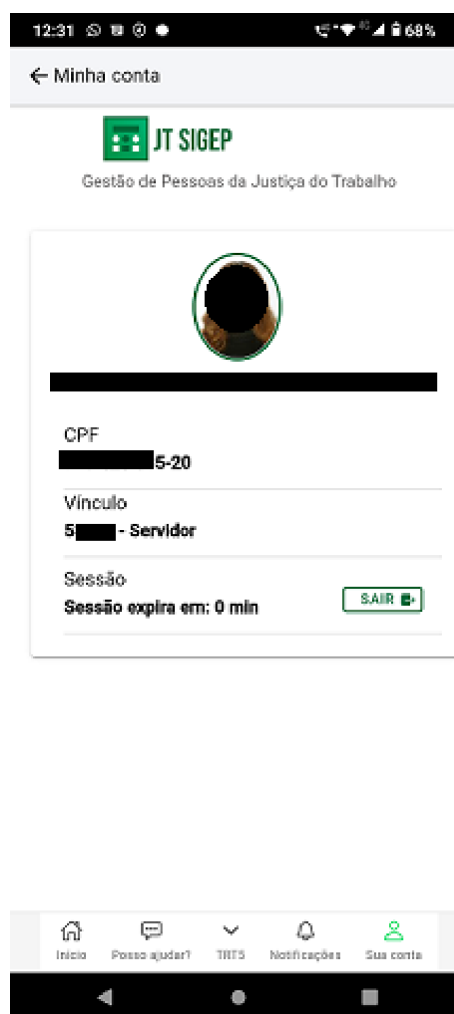 12:31 68%
Minha conta
JT SIGEP
Gestão de Pessoas da Justiça do Trabalho
CPF
5-20
Vínculo
5 - Servidor
Sessão
Sessão expira em: 0 min
SAIR
Início Posso ajudar? TRT5 Notificações Sua conta